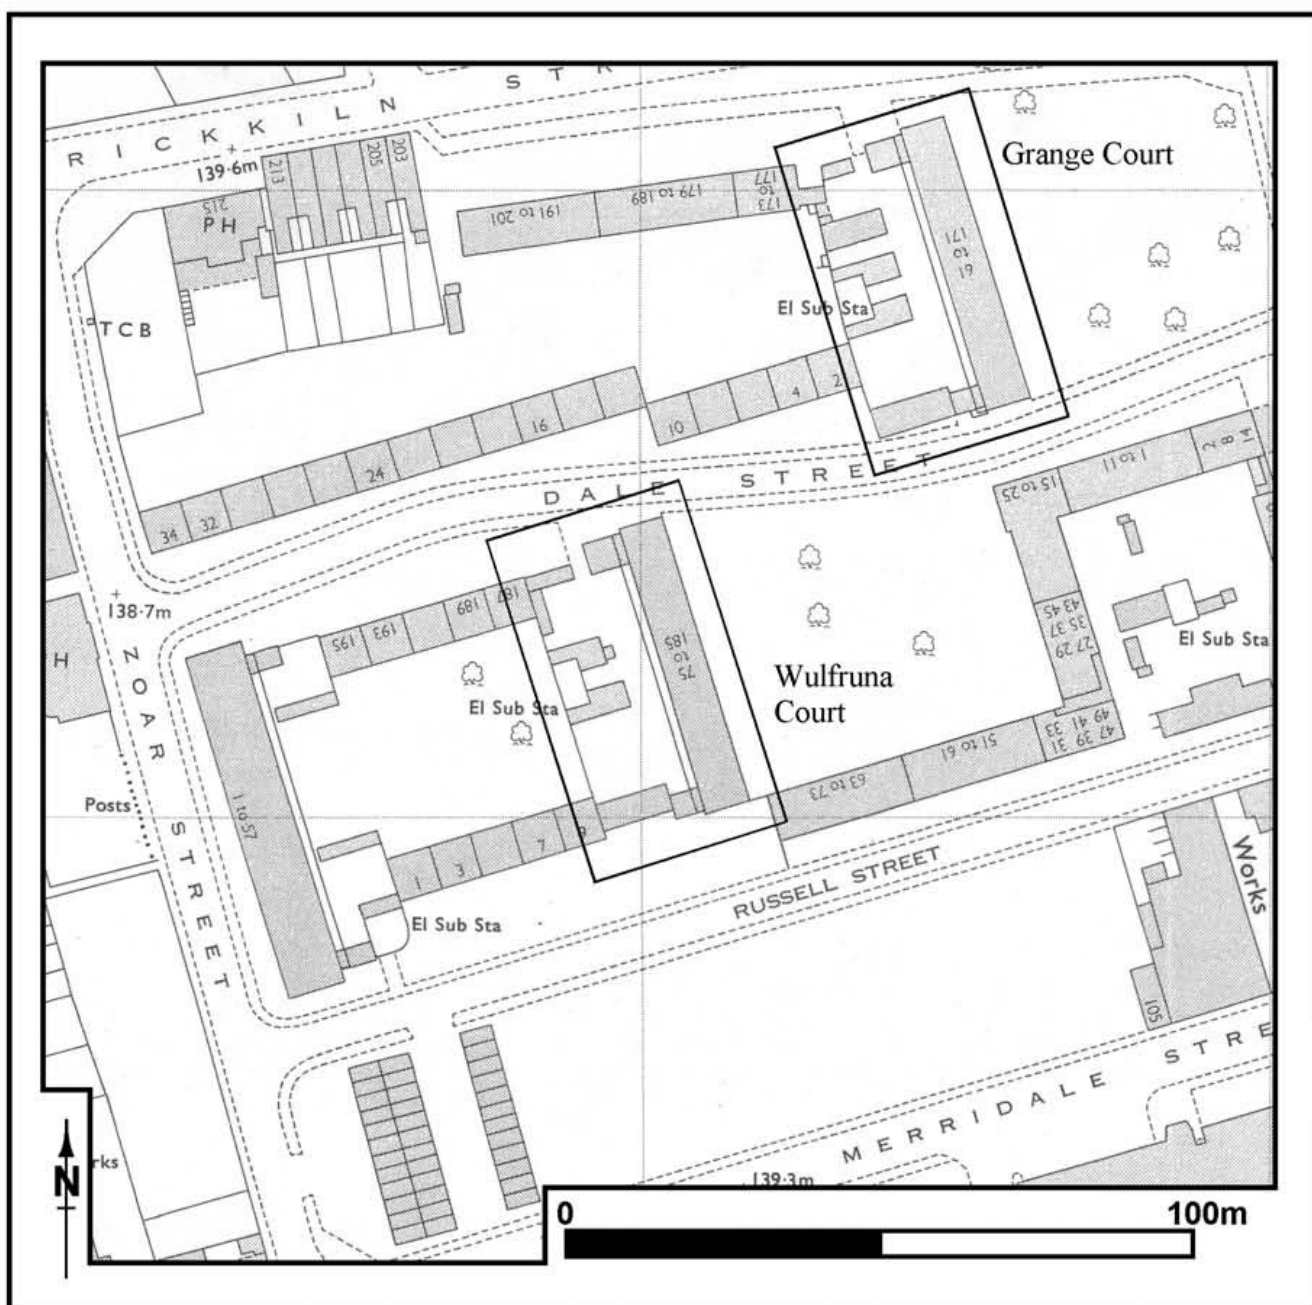 RICKKILN STR
139·6m
213
205
203
215
PH
TCB
191 to 201
179 to 189
173 to 177
Grange Court
61 to 171
El Sub Sta
2
4
10
16
24
32
34
DALE STREET
15 to 25
1 to 11
2 8 14
138·7m
H
ZOAR STREET
195
193
189
187
El Sub Sta
75 to 185
Wulfruna
Court
43 45
35 37
27 29
El Sub Sta
47 39 31
49 41 33
51 to 61
63 to 73
Posts
1 to 57
1
3
7
9
El Sub Sta
RUSSELL STREET
Works
105
MERRIDALE STRE
139·3m
rks
N
0
100m